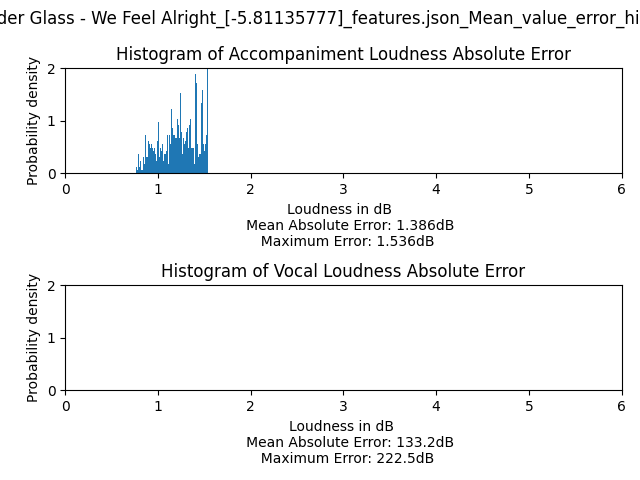 der Glass - We Feel Alright_[-5.81135777]_features.json_Mean_value_error_hi
Histogram of Accompaniment Loudness Absolute Error
Probability density
2
1
0
0 1 2 3 4 5 6
Loudness in dB
Mean Absolute Error: 1.386dB
Maximum Error: 1.536dB
Histogram of Vocal Loudness Absolute Error
Probability density
2
1
0
0 1 2 3 4 5 6
Loudness in dB
Mean Absolute Error: 133.2dB
Maximum Error: 222.5dB